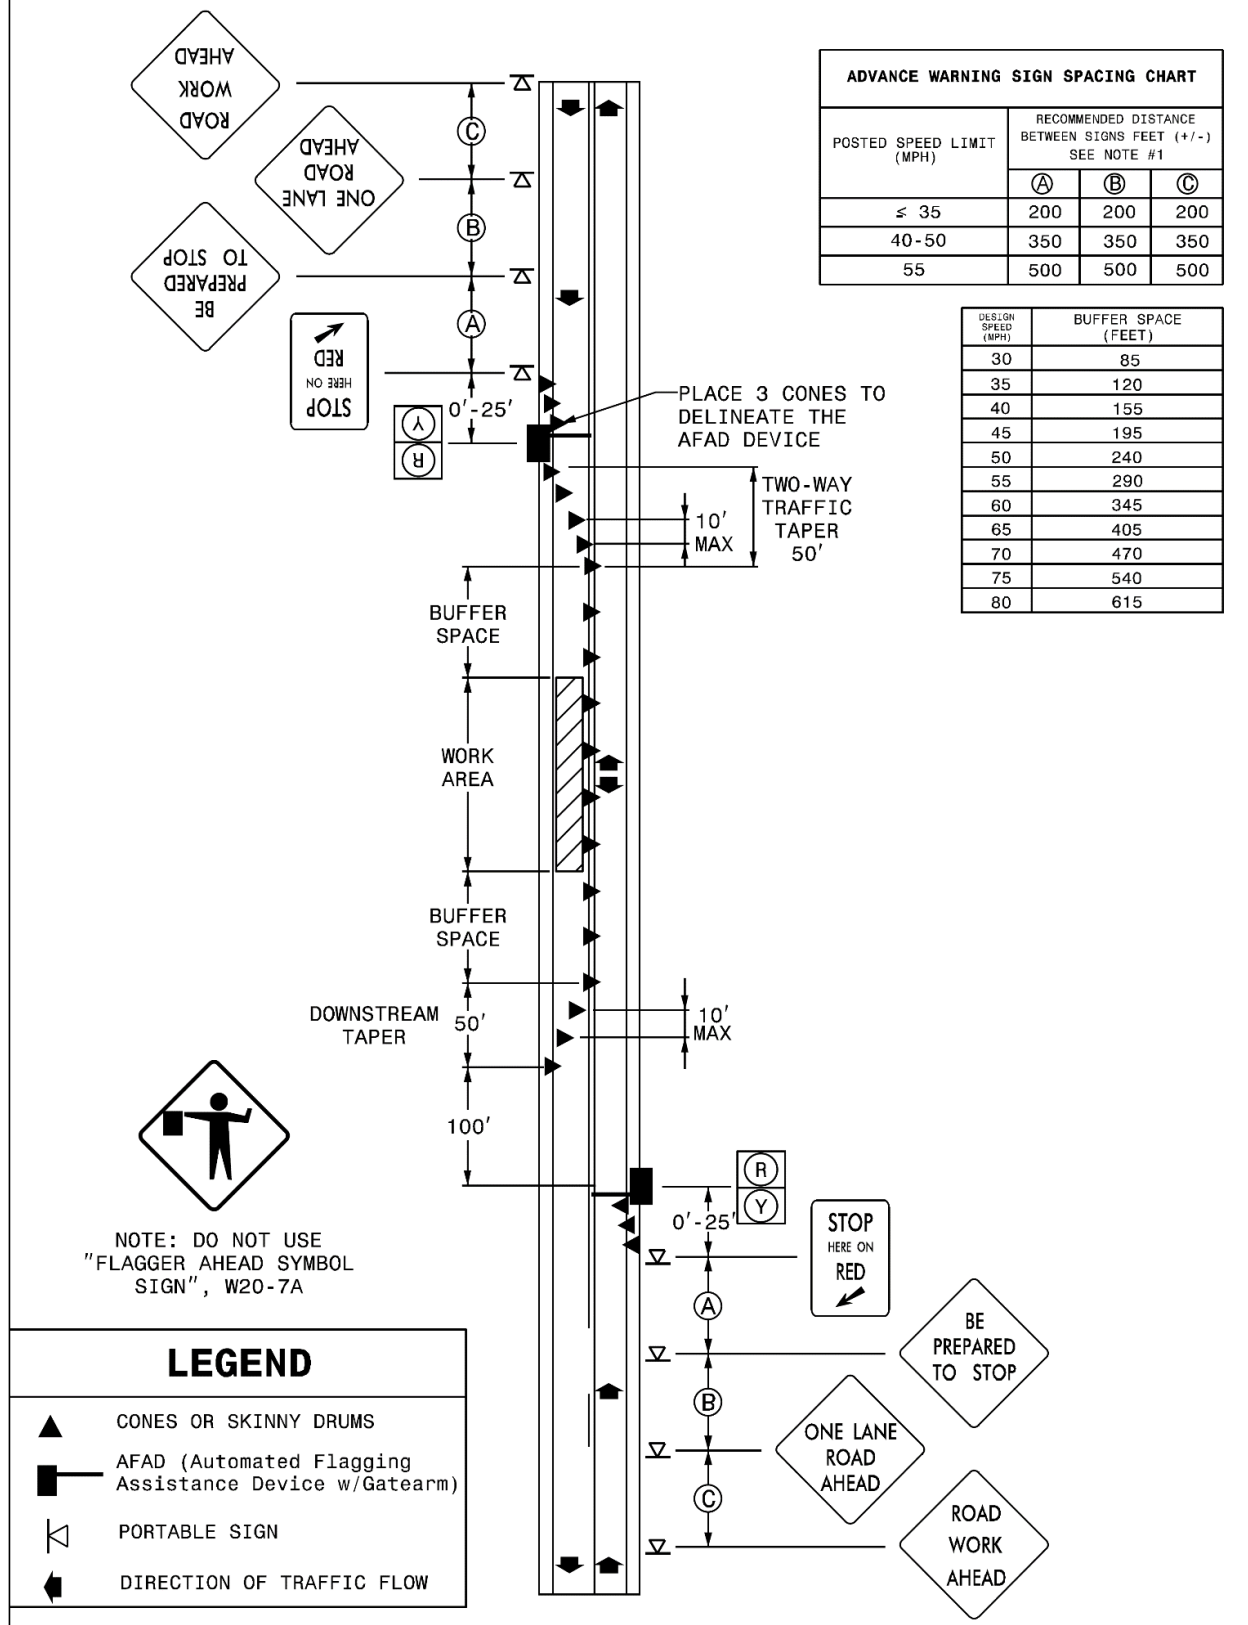 ROAD
WORK
AHEAD
ONE LANE
ROAD
AHEAD
BE
PREPARED
TO STOP
STOP
HERE ON
RED
C
B
A
0'-25'
Y
R
PLACE 3 CONES TO
DELINEATE THE
AFAD DEVICE
TWO-WAY
TRAFFIC
TAPER
50'
10'
MAX
BUFFER
SPACE
WORK
AREA
BUFFER
SPACE
DOWNSTREAM
TAPER
50'
10'
MAX
100'
R
Y
0'-25'
STOP
HERE ON
RED
A
BE
PREPARED
TO STOP
B
ONE LANE
ROAD
AHEAD
C
ROAD
WORK
AHEAD
ADVANCE WARNING SIGN SPACING CHART
POSTED SPEED LIMIT
(MPH)
RECOMMENDED DISTANCE
BETWEEN SIGNS FEET (+/-)
SEE NOTE #1
A B C
≤ 35 200 200 200
40-50 350 350 350
55 500 500 500
DESIGN
SPEED
(MPH)
BUFFER SPACE
(FEET)
30 85
35 120
40 155
45 195
50 240
55 290
60 345
65 405
70 470
75 540
80 615
NOTE: DO NOT USE
"FLAGGER AHEAD SYMBOL
SIGN", W20-7A
LEGEND
CONES OR SKINNY DRUMS
AFAD (Automated Flagging
Assistance Device w/Gatearm)
PORTABLE SIGN
DIRECTION OF TRAFFIC FLOW